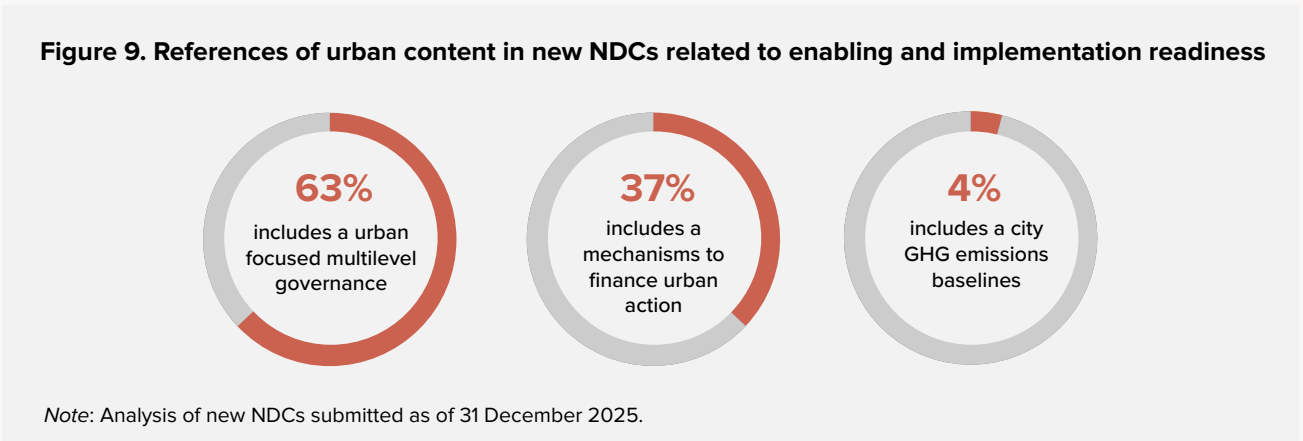 Figure 9. References of urban content in new NDCs related to enabling and implementation readiness
63%
includes a urban
focused multilevel
governance
37%
includes a
mechanisms to
finance urban
action
4%
includes a city
GHG emissions
baselines
Note: Analysis of new NDCs submitted as of 31 December 2025.